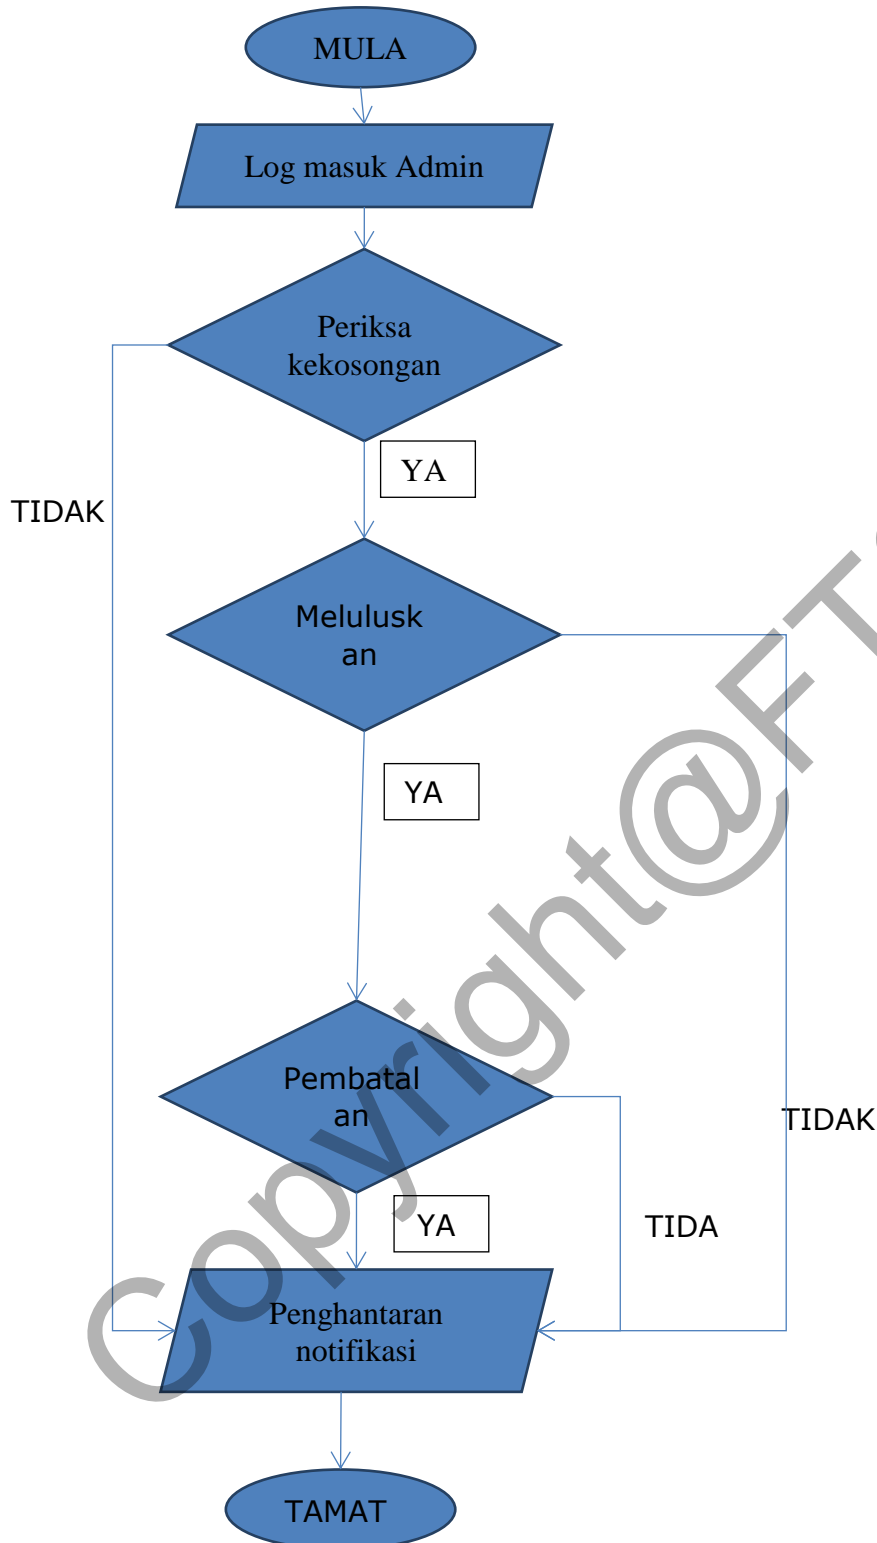 MULA
Log masuk Admin
Periksa
kekosongan
YA
TIDAK
Melulusk
an
YA
Pembatal
an
TIDAK
YA
TIDA
Penghantaran
notifikasi
TAMAT
Copyright@FT